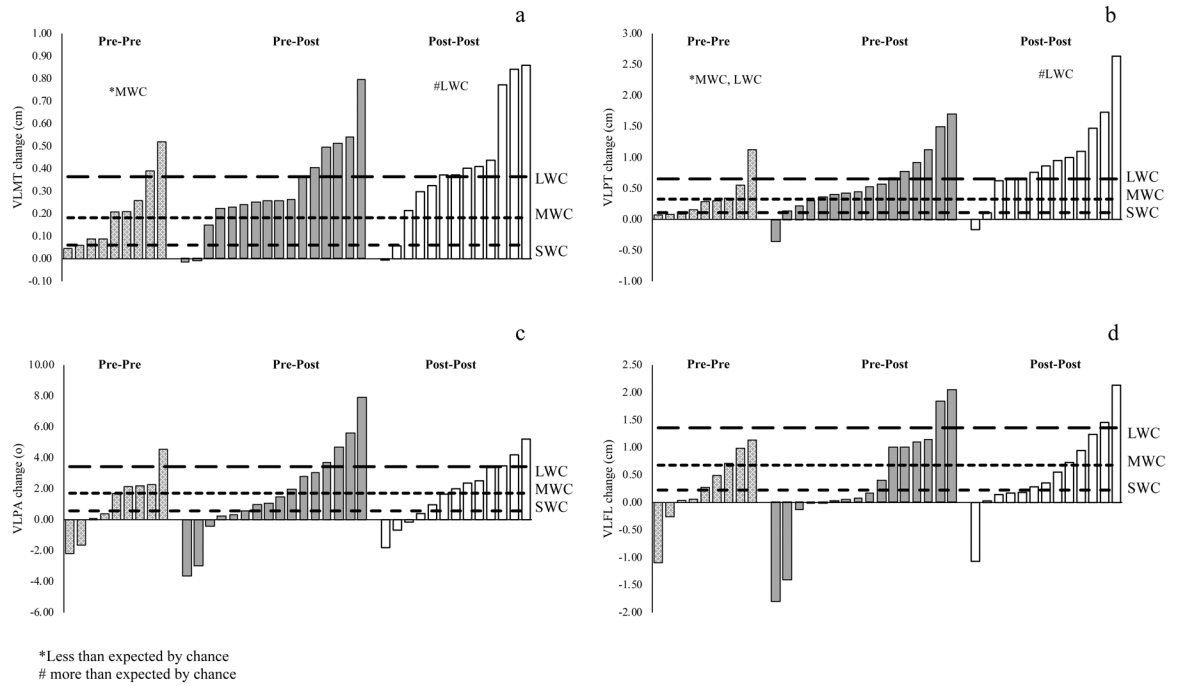 a
Pre-Pre
Pre-Post
Post-Post
*MWC
#LWC
VLMT change (cm)
1.00
0.90
0.80
0.70
0.60
0.50
0.40
0.30
0.20
0.10
0.00
-0.10
LWC
MWC
SWC
b
Pre-Pre
Pre-Post
Post-Post
*MWC, LWC
#LWC
VLPT change (cm)
3.00
2.50
2.00
1.50
1.00
0.50
0.00
-0.50
-1.00
LWC
MWC
SWC
c
Pre-Pre
Pre-Post
Post-Post
VLPA change (o)
10.00
8.00
6.00
4.00
2.00
0.00
-2.00
-4.00
-6.00
LWC
MWC
SWC
d
Pre-Pre
Pre-Post
Post-Post
VLFL change (cm)
2.50
2.00
1.50
1.00
0.50
0.00
-0.50
-1.00
-1.50
-2.00
LWC
MWC
SWC
*Less than expected by chance
# more than expected by chance